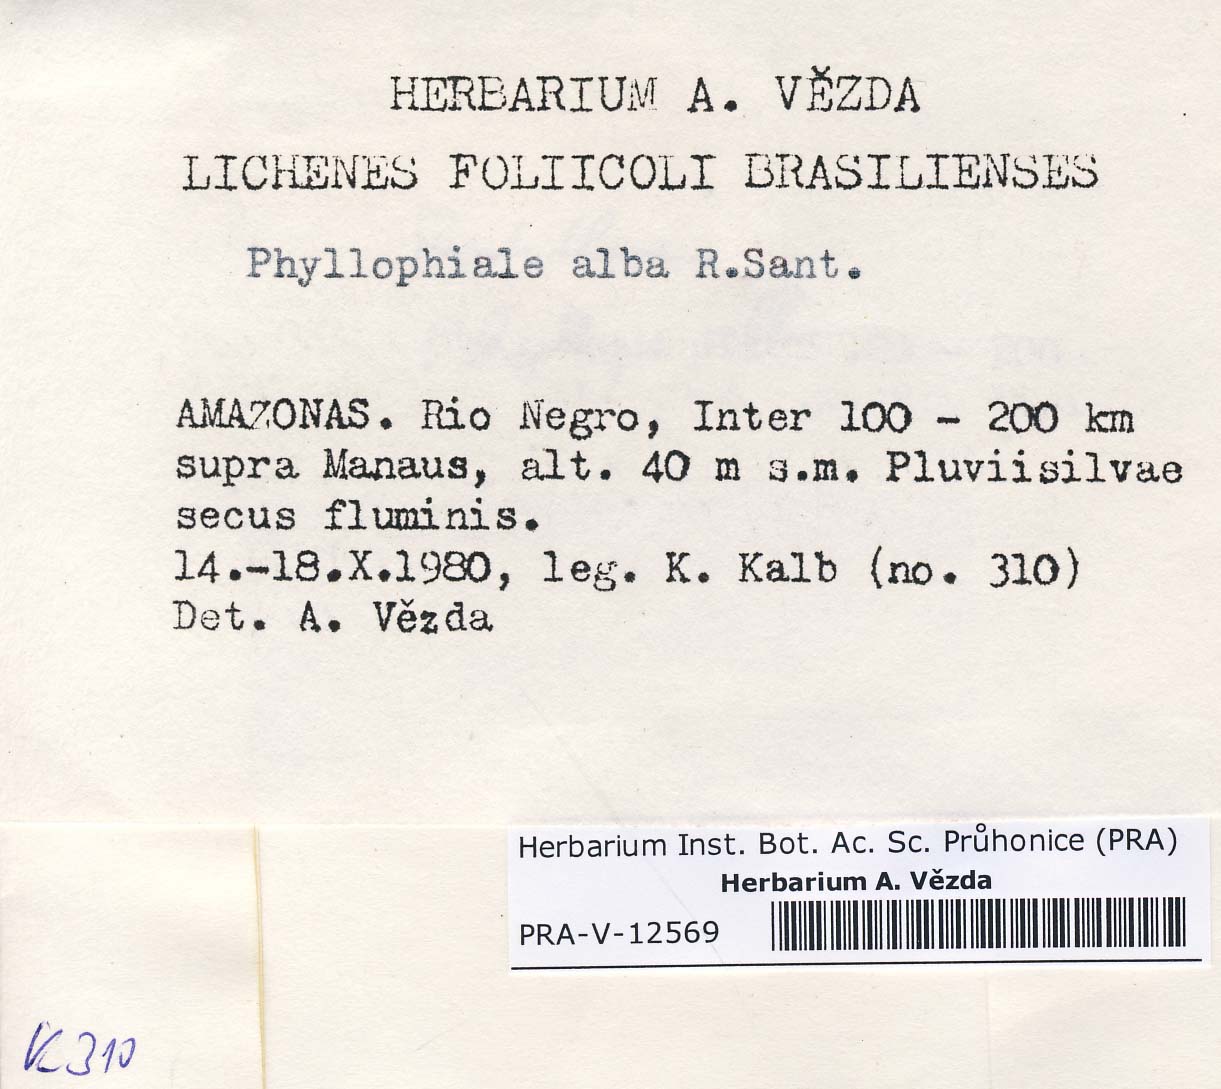 HERBARIUM A. VĚZDA
LICHENES FOLIICOLI BRASILIENSES
Phyllophiale alba R.Sant.
AMAZONAS. Rio Negro, Inter 100 - 200 km
supra Manaus, alt. 40 m s.m. Pluviisilvae
secus fluminis.
14.-18.X.1980, leg. K. Kalb (no. 310)
Det. A. Vězda
Herbarium Inst. Bot. Ac. Sc. Průhonice (PRA)
Herbarium A. Vězda
PRA-V-12569
K 310